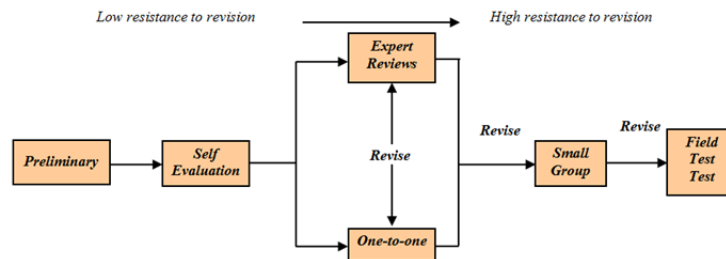 Low resistance to revision
High resistance to revision
Expert
Reviews
Preliminary
Self
Evaluation
Revise
Revise
Small
Group
Revise
Field
Test
Test
One-to-one